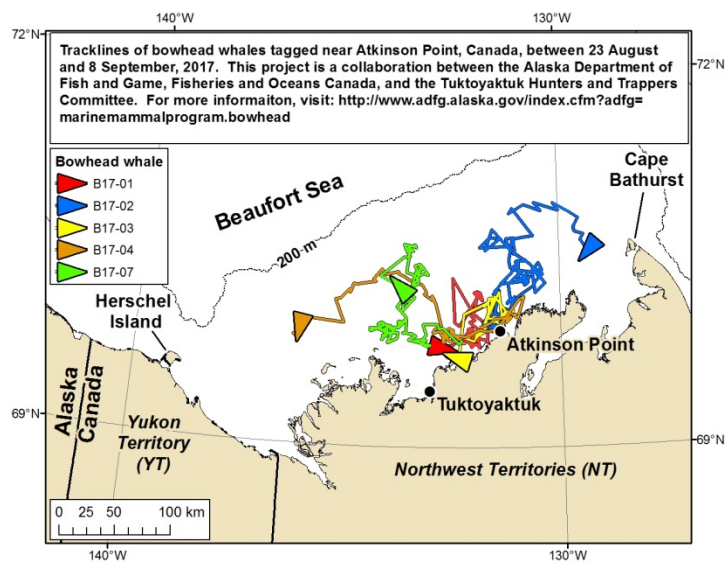 140°W
130°W
72°N
72°N
Tracklines of bowhead whales tagged near Atkinson Point, Canada, between 23 August
and 8 September, 2017.  This project is a collaboration between the Alaska Department of
Fish and Game, Fisheries and Oceans Canada, and the Tuktoyaktuk Hunters and Trappers
Committee.  For more informaiton, visit: http://www.adfg.alaska.gov/index.cfm?adfg=
marinemammalprogram.bowhead
Bowhead whale
B17-01
B17-02
B17-03
B17-04
B17-07
Cape
Bathurst
Beaufort Sea
200-m
Herschel
Island
Atkinson Point
Tuktoyaktuk
69°N
69°N
Alaska
Canada
Yukon
Territory
(YT)
Northwest Territories (NT)
0 25 50 100 km
140°W
130°W